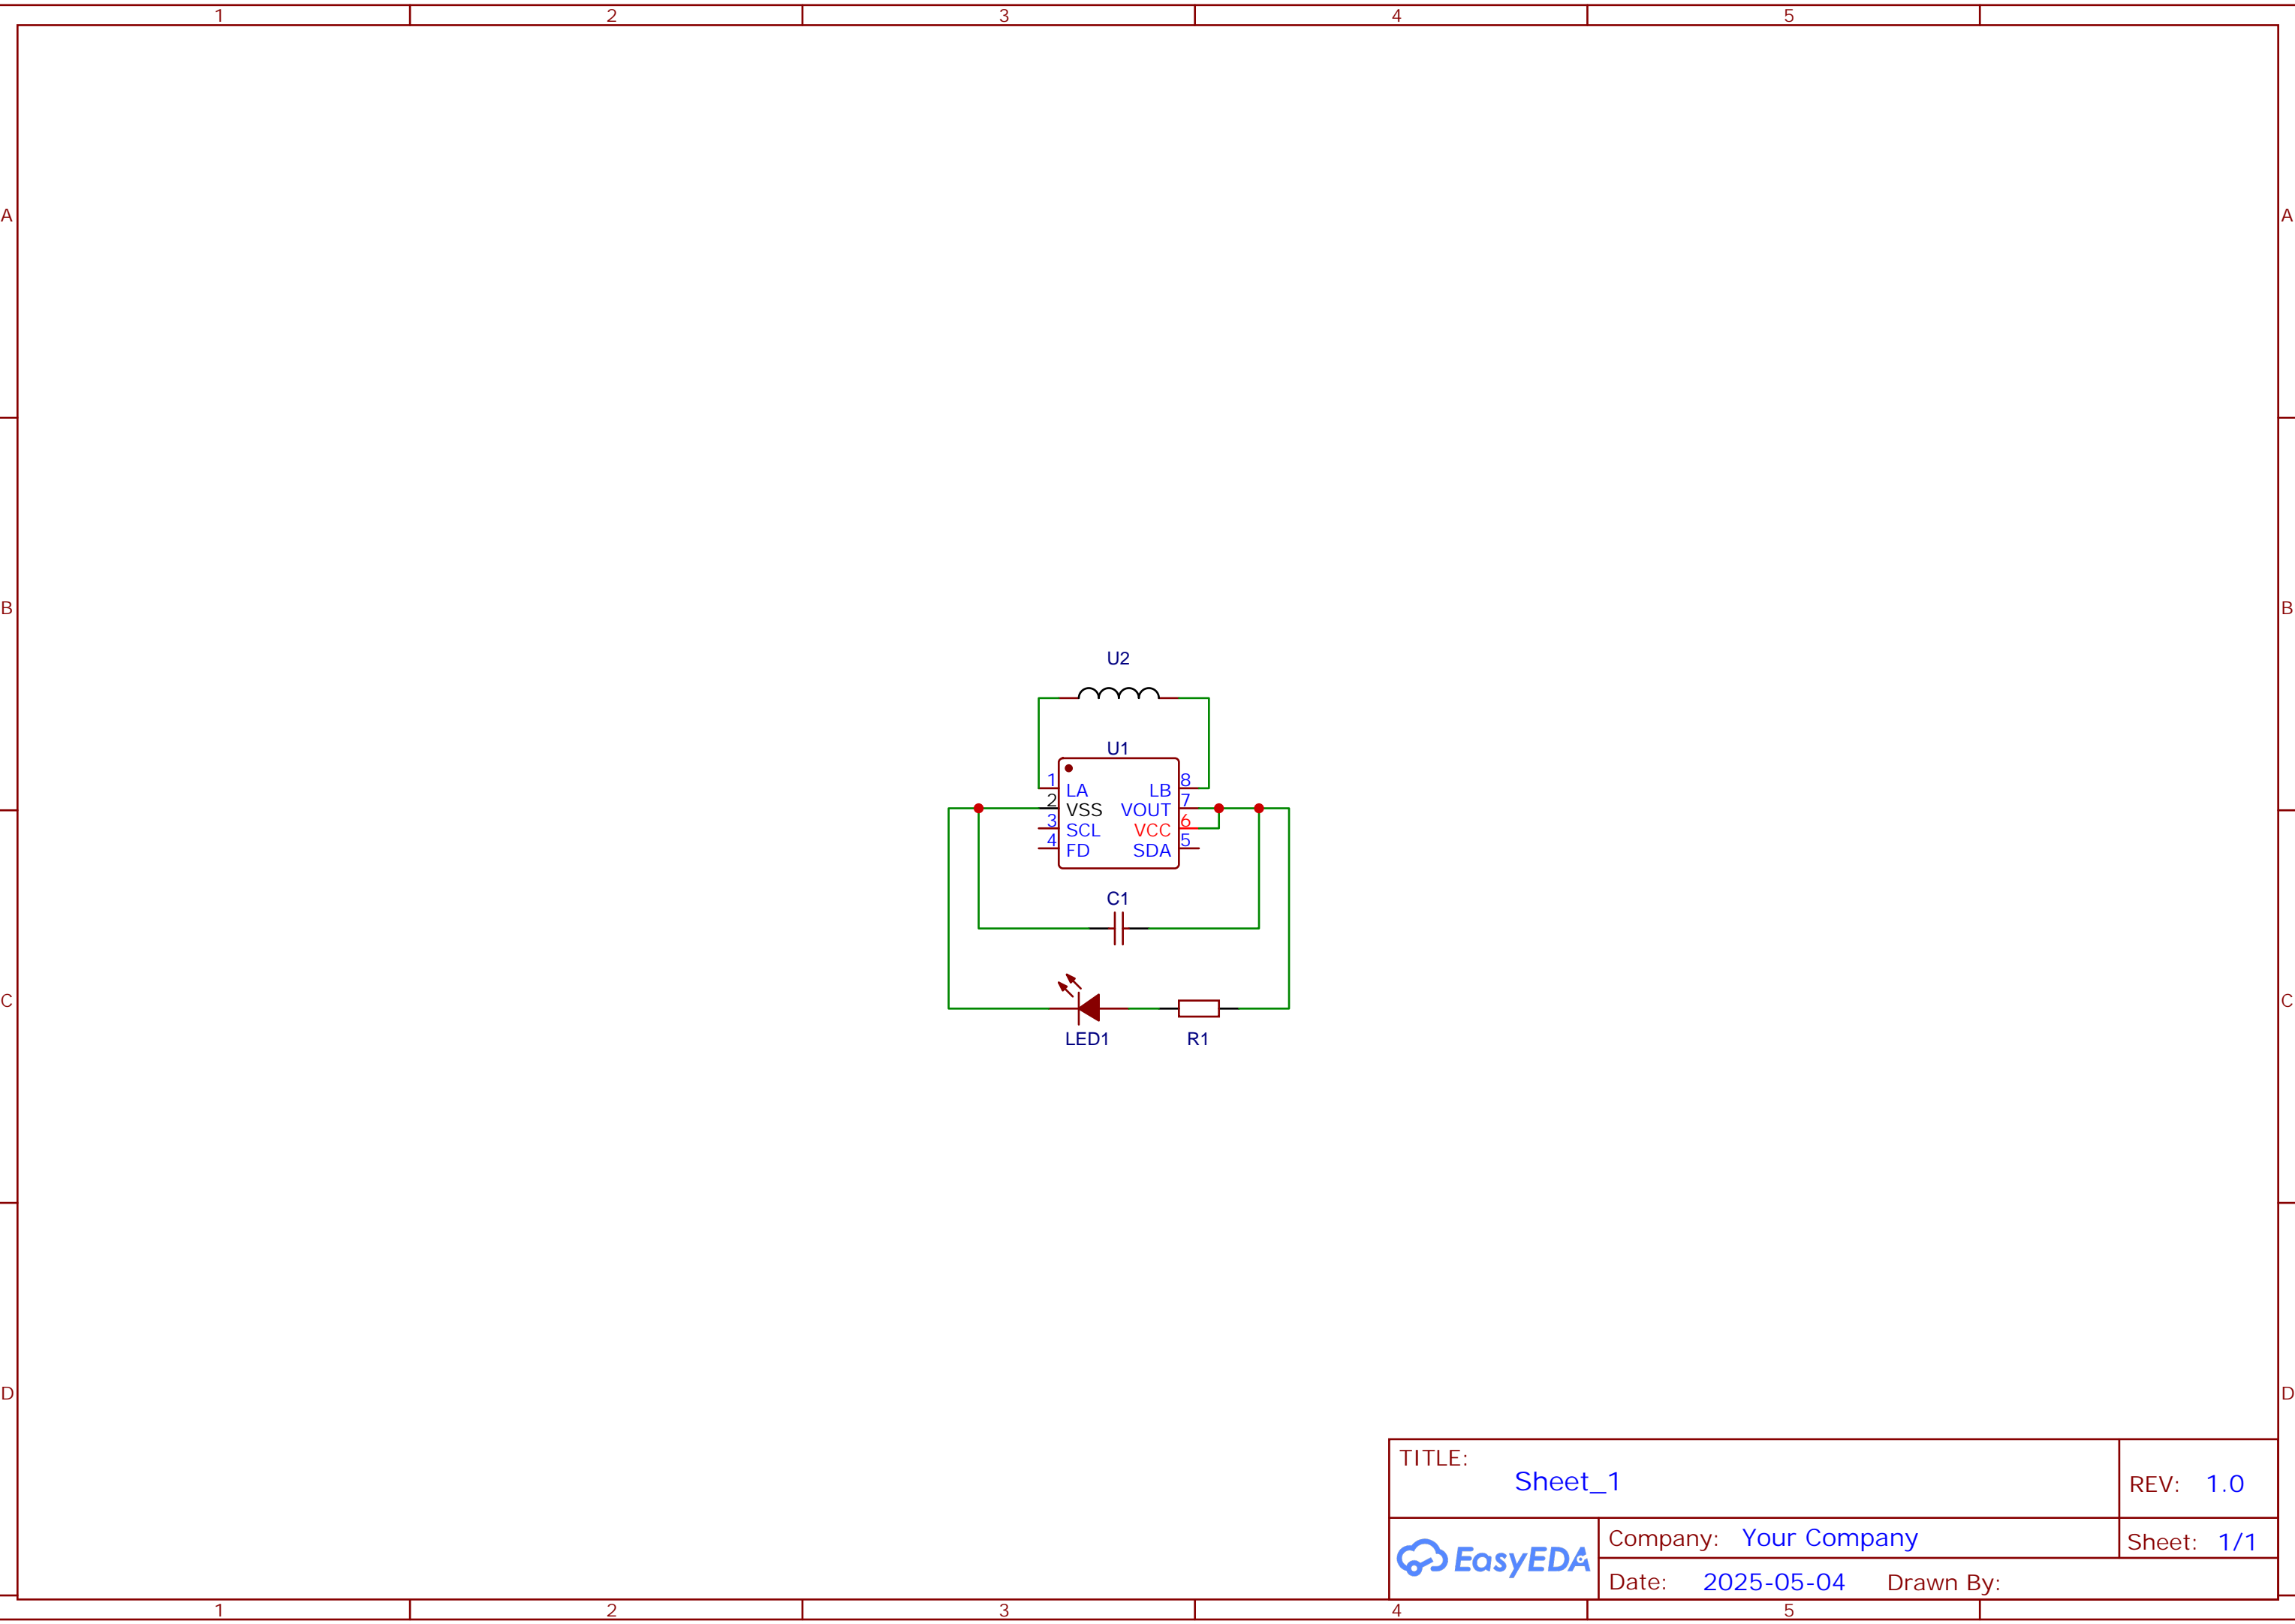 1 2 3 4 5
A A
B B
U2
U1
1 LA LB 8
2 VSS VOUT 7
3 SCL VCC 6
4 FD SDA 5
C1
C C
LED1 R1
D D
TITLE:
Sheet_1
REV: 1.0
EasyEDA
Company: Your Company
Sheet: 1/1
Date: 2025-05-04 Drawn By:
1 2 3 4 5